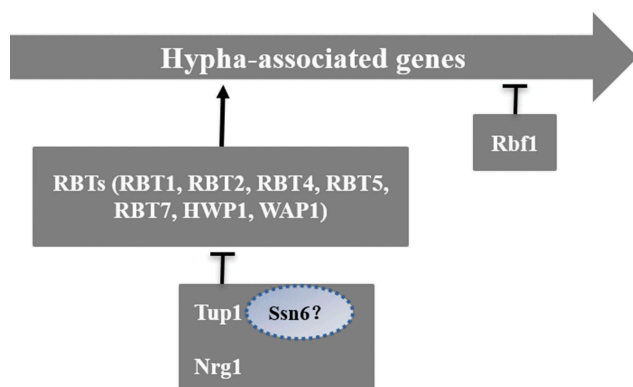 Hypha-associated genes
Rbf1
RBTs (RBT1, RBT2, RBT4, RBT5,
RBT7, HWP1, WAP1)
Tup1 Ssn6?
Nrg1